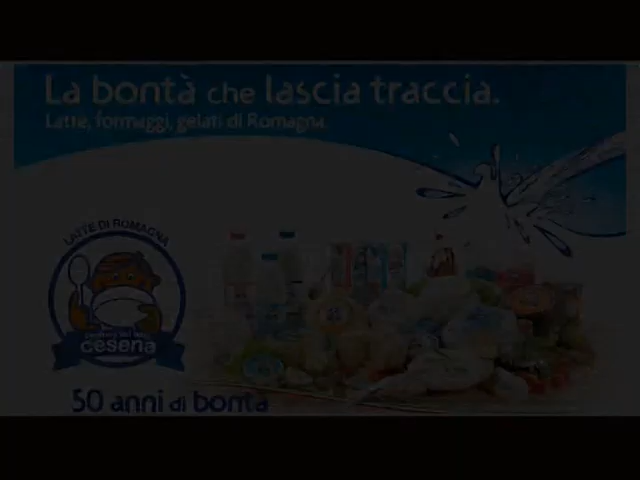 La bontà che lascia traccia.
Latte, formaggi, gelati di Romagna.
LATTE DI ROMAGNA
cesena
50 anni di bontà